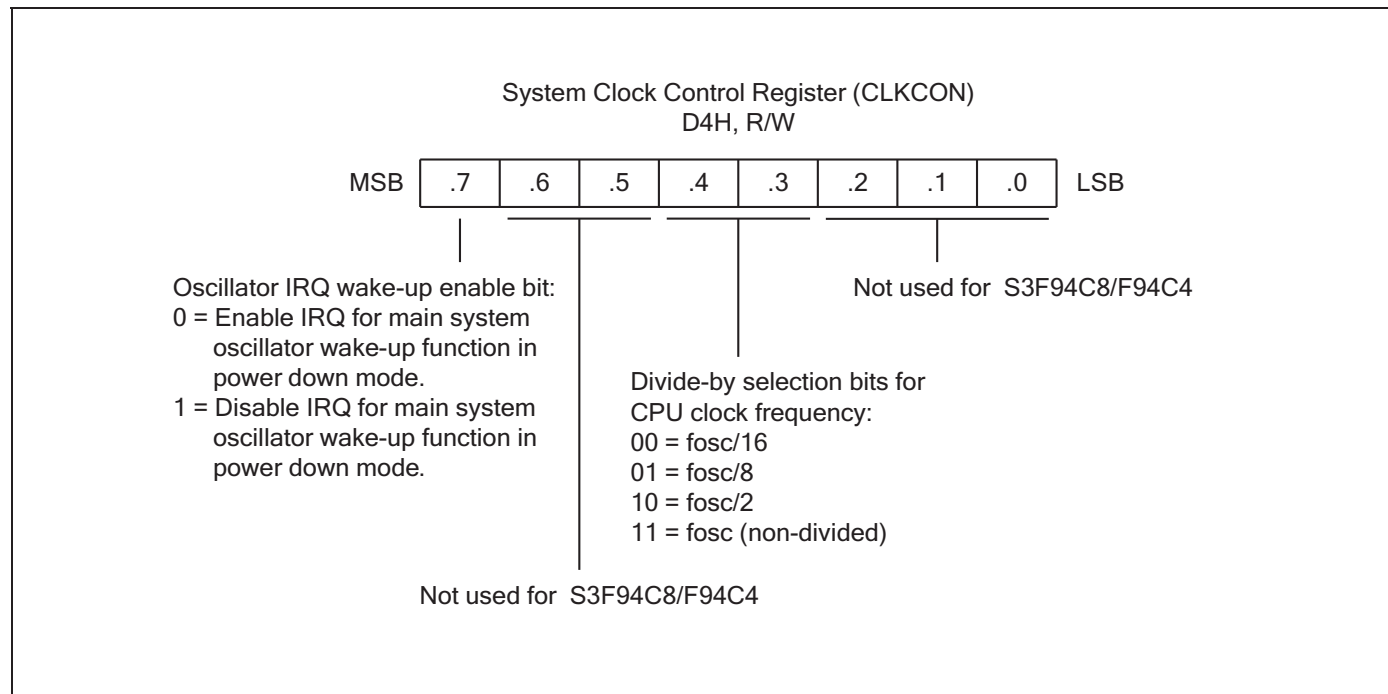 System Clock Control Register (CLKCON)
D4H, R/W
MSB .7 .6 .5 .4 .3 .2 .1 .0 LSB
Oscillator IRQ wake-up enable bit:
0 = Enable IRQ for main system
oscillator wake-up function in
power down mode.
1 = Disable IRQ for main system
oscillator wake-up function in
power down mode.
Not used for S3F94C8/F94C4
Divide-by selection bits for
CPU clock frequency:
00 = fosc/16
01 = fosc/8
10 = fosc/2
11 = fosc (non-divided)
Not used for S3F94C8/F94C4